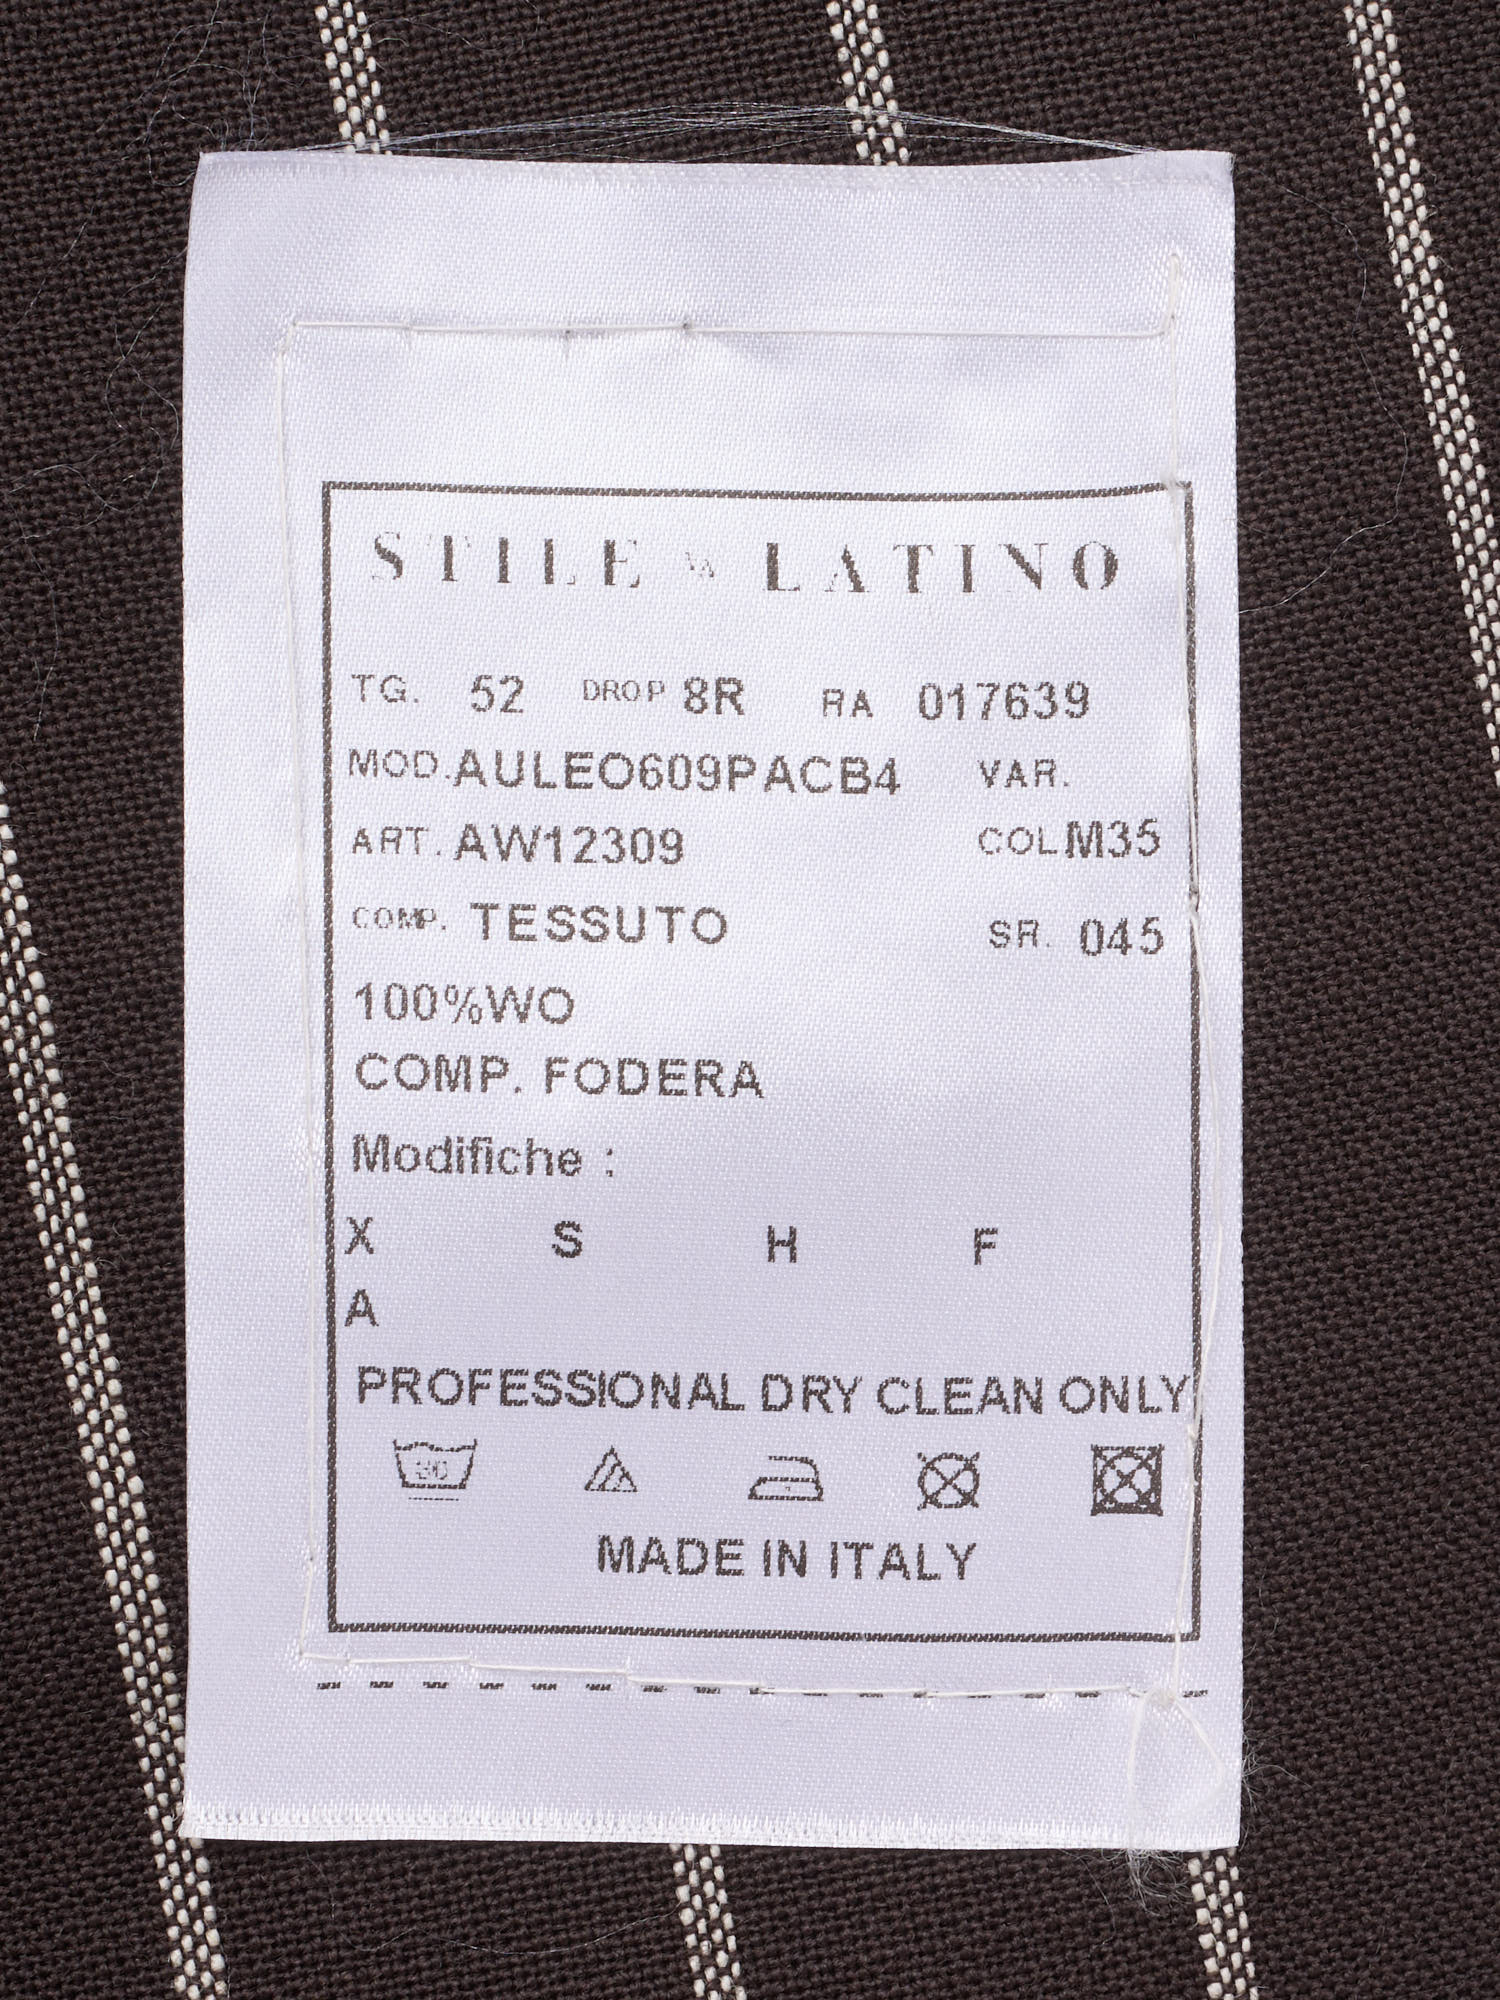 STILE LATINO
TG. 52 DROP 8R RA 017639
MOD. AULEO609PACB4 VAR.
ART. AW12309 COL M35
COMP. TESSUTO SR. 045
100%WO
COMP. FODERA
Modifiche :
X S H F
A
PROFESSIONAL DRY CLEAN ONLY
30
MADE IN ITALY